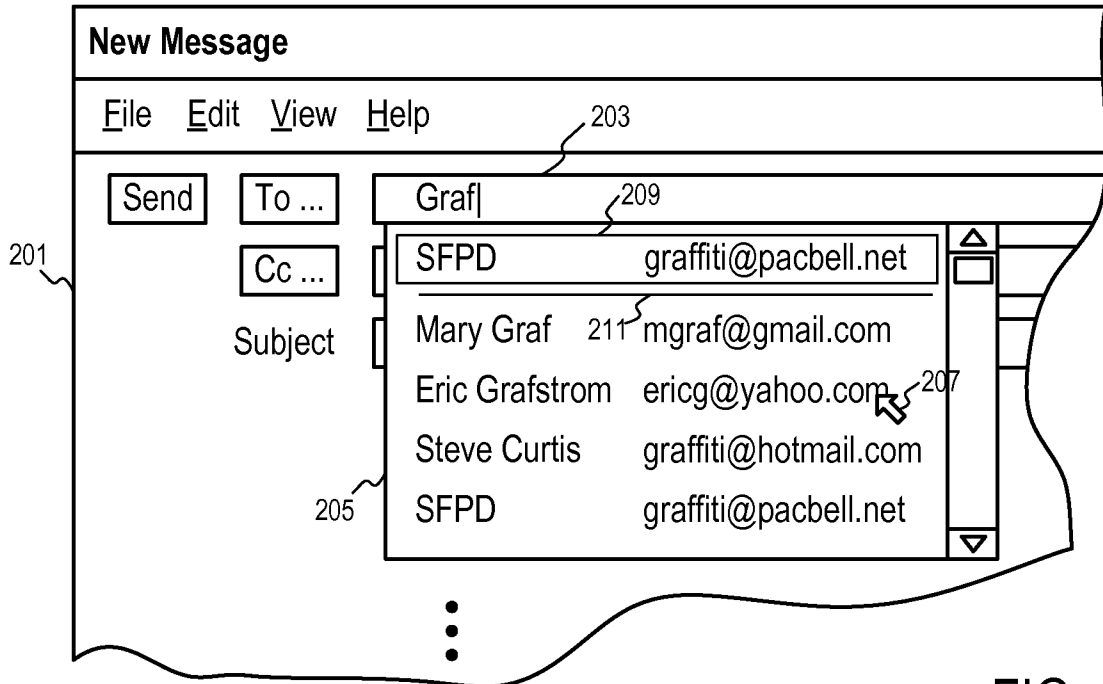 New Message
File Edit View Help
203
Send To ... Graf
209
201
Cc ...
SFPD graffiti@pacbell.net
211
Subject
Mary Graf mgraf@gmail.com
Eric Grafstrom ericg@yahoo.com
207
Steve Curtis graffiti@hotmail.com
205
SFPD graffiti@pacbell.net